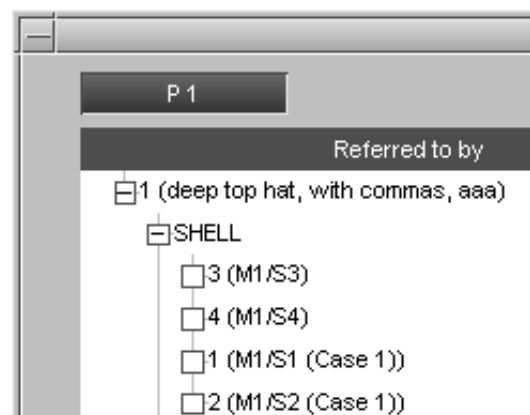 P 1
Referred to by
1 (deep top hat, with commas, aaa)
SHELL
3 (M1/S3)
4 (M1/S4)
1 (M1/S1 (Case 1))
2 (M1/S2 (Case 1))